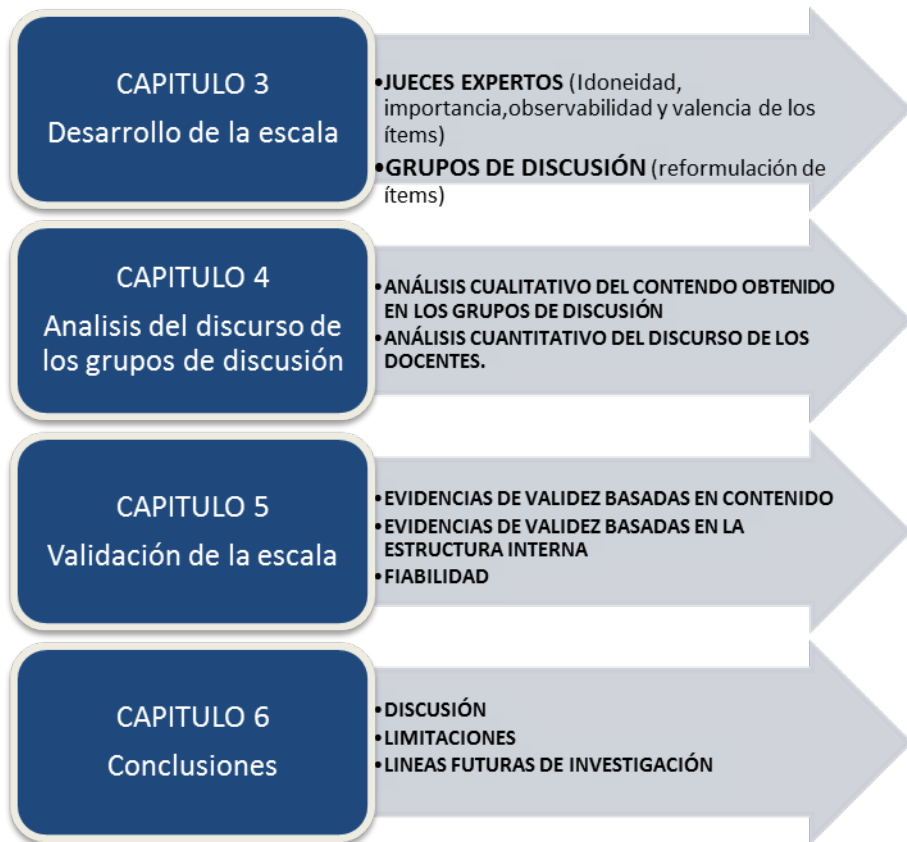 CAPITULO 3
Desarrollo de la escala
•JUECES EXPERTOS (Idoneidad,
importancia,observabilidad y valencia de los
ítems)
•GRUPOS DE DISCUSIÓN (reformulación de
ítems)
CAPITULO 4
Analisis del discurso de
los grupos de discusión
•ANÁLISIS CUALITATIVO DEL CONTENDO OBTENIDO
EN LOS GRUPOS DE DISCUSIÓN
•ANÁLISIS CUANTITATIVO DEL DISCURSO DE LOS
DOCENTES.
CAPITULO 5
Validación de la escala
•EVIDENCIAS DE VALIDEZ BASADAS EN CONTENIDO
•EVIDENCIAS DE VALIDEZ BASADAS EN LA
ESTRUCTURA INTERNA
•FIABILIDAD
CAPITULO 6
Conclusiones
•DISCUSIÓN
•LIMITACIONES
•LINEAS FUTURAS DE INVESTIGACIÓN